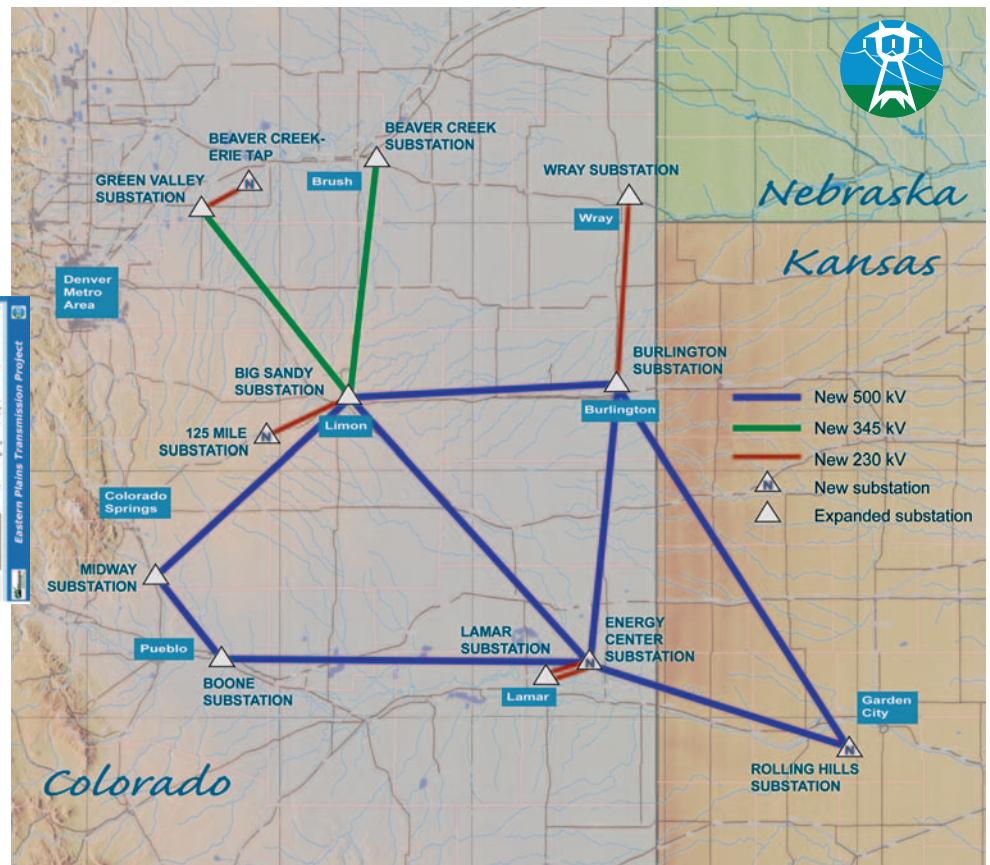 BEAVER CREEK-
ERIE TAP
BEAVER CREEK
SUBSTATION
GREEN VALLEY
SUBSTATION
N
Brush
WRAY SUBSTATION
Wray
Nebraska
Kansas
Denver
Metro
Area
Eastern Plains Transmission Project
BIG SANDY
SUBSTATION
BURLINGTON
SUBSTATION
Limon
Burlington
125 MILE
SUBSTATION
N
New 500 kV
New 345 kV
New 230 kV
N
New substation
Expanded substation
Colorado
Springs
MIDWAY
SUBSTATION
Pueblo
BOONE
SUBSTATION
LAMAR
SUBSTATION
ENERGY
CENTER
SUBSTATION
N
Lamar
Garden
City
N
ROLLING HILLS
SUBSTATION
Colorado